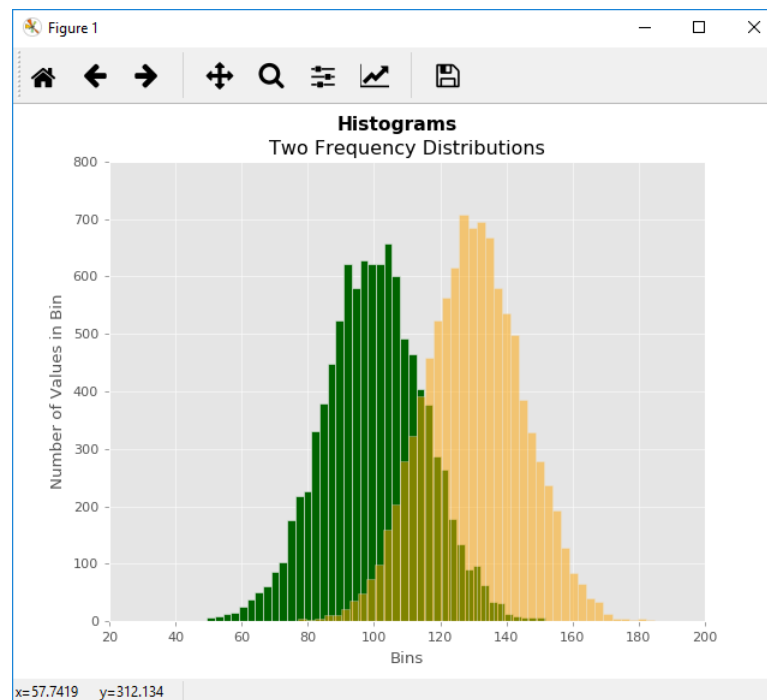 Figure 1
Histograms
Two Frequency Distributions
800
700
600
500
400
300
200
100
0
Number of Values in Bin
20 40 60 80 100 120 140 160 180 200
Bins
x=57.7419 y=312.134